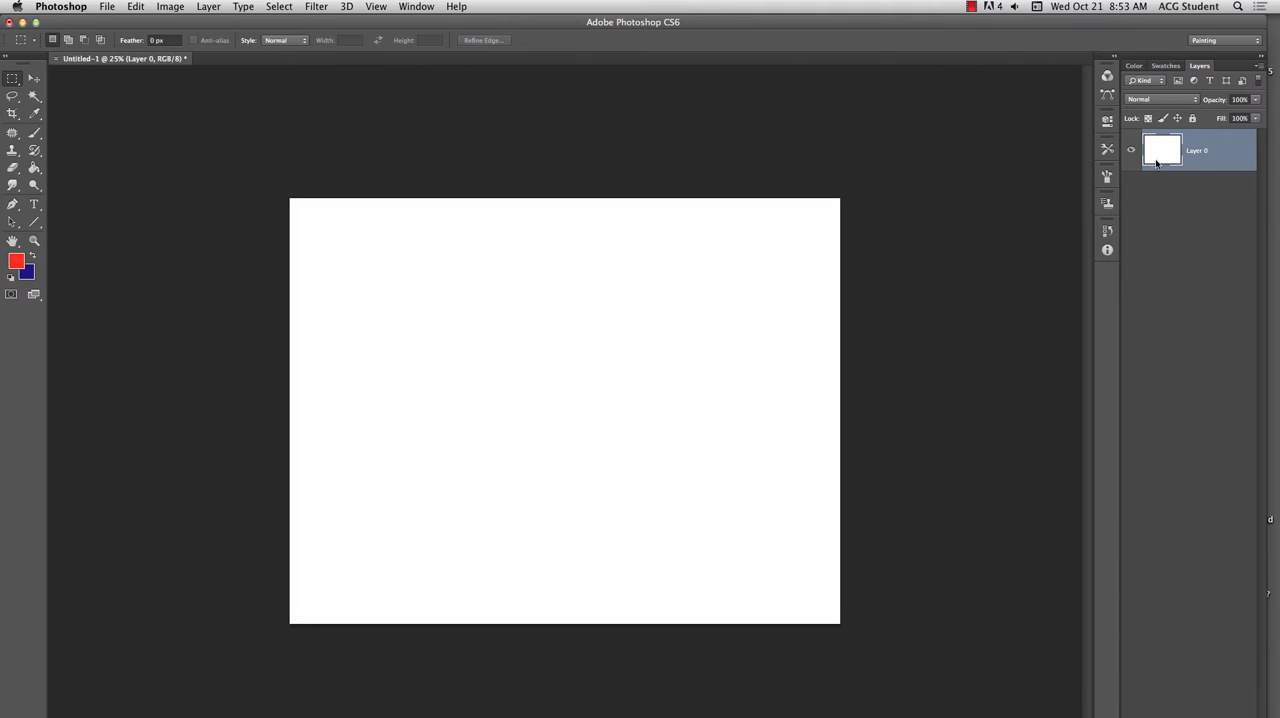 Photoshop File Edit Image Layer Type Select Filter 3D View Window Help 4 Wed Oct 21 8:53 AM ACG Student
Adobe Photoshop CS6
Feather: 0 px Anti-alias Style: Normal Width: Height: Refine Edge... Painting
× Untitled-1 @ 25% (Layer 0, RGB/8) *
Color Swatches Layers
Kind
Normal Opacity: 100%
Lock: Fill: 100%
Layer 0
5
d
?